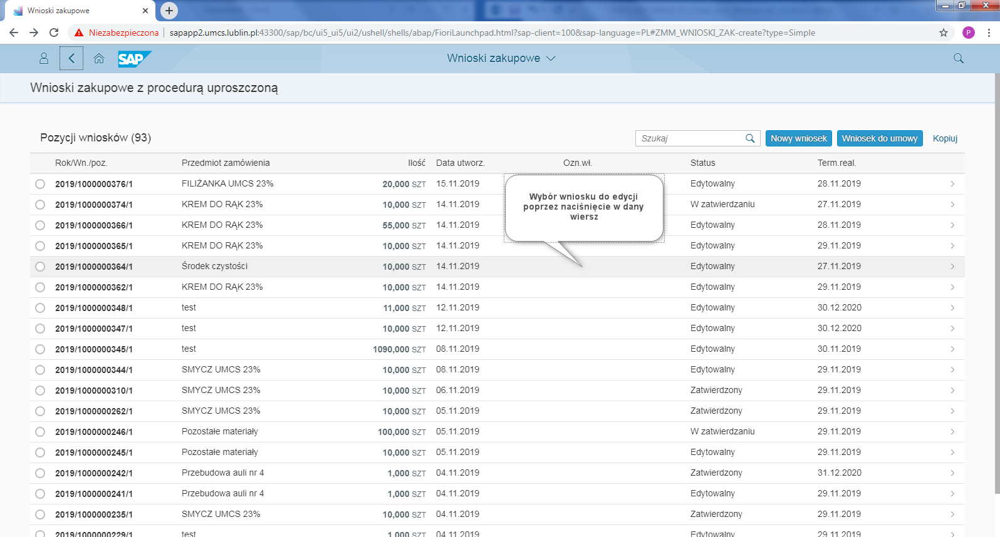 Wnioski zakupowe
Niezabezpieczona
sapapp2.umcs.lublin.pl:43300/sap/bc/ui5_ui5/ui2/ushell/shells/abap/FioriLaunchpad.html?sap-client=100&sap-language=PL#ZMM_WNIOSKI_ZAK-create?type=Simple
P
SAP
Wnioski zakupowe
Wnioski zakupowe z procedurą uproszczoną
Pozycji wniosków (93)
Szukaj
Nowy wniosek
Wniosek do umowy
Kopiuj
Rok/Wn./poz. Przedmiot zamówienia Ilość Data utworz. Ozn.wł. Status Term.real.
2019/1000000376/1 FILIŻANKA UMCS 23% 20,000 SZT 15.11.2019 Edytowalny 28.11.2019
Wybór wniosku do edycji
poprzez naciśnięcie w dany
wiersz
2019/1000000374/1 KREM DO RĄK 23% 10,000 SZT 14.11.2019 W zatwierdzaniu 27.11.2019
2019/1000000366/1 KREM DO RĄK 23% 55,000 SZT 14.11.2019 Edytowalny 28.11.2019
2019/1000000365/1 KREM DO RĄK 23% 10,000 SZT 14.11.2019 Edytowalny 29.11.2019
2019/1000000364/1 Środek czystości 10,000 SZT 14.11.2019 Edytowalny 27.11.2019
2019/1000000362/1 KREM DO RĄK 23% 10,000 SZT 14.11.2019 Edytowalny 29.11.2019
2019/1000000348/1 test 11,000 SZT 12.11.2019 Edytowalny 30.12.2020
2019/1000000347/1 test 10,000 SZT 12.11.2019 Edytowalny 30.12.2020
2019/1000000345/1 test 1090,000 SZT 08.11.2019 Edytowalny 30.11.2019
2019/1000000344/1 SMYCZ UMCS 23% 10,000 SZT 08.11.2019 Edytowalny 29.11.2019
2019/1000000310/1 SMYCZ UMCS 23% 10,000 SZT 06.11.2019 Zatwierdzony 29.11.2019
2019/1000000262/1 SMYCZ UMCS 23% 10,000 SZT 05.11.2019 Zatwierdzony 29.11.2019
2019/1000000246/1 Pozostałe materiały 100,000 SZT 05.11.2019 W zatwierdzaniu 29.11.2019
2019/1000000245/1 Pozostałe materiały 10,000 SZT 05.11.2019 Edytowalny 29.11.2019
2019/1000000242/1 Przebudowa auli nr 4 1,000 SZT 04.11.2019 Zatwierdzony 31.12.2020
2019/1000000241/1 Przebudowa auli nr 4 1,000 SZT 04.11.2019 Edytowalny 29.11.2019
2019/1000000235/1 SMYCZ UMCS 23% 10,000 SZT 04.11.2019 Zatwierdzony 29.11.2019
2019/1000000229/1 test 1,000 SZT 04.11.2019 Edytowalny 29.11.2019